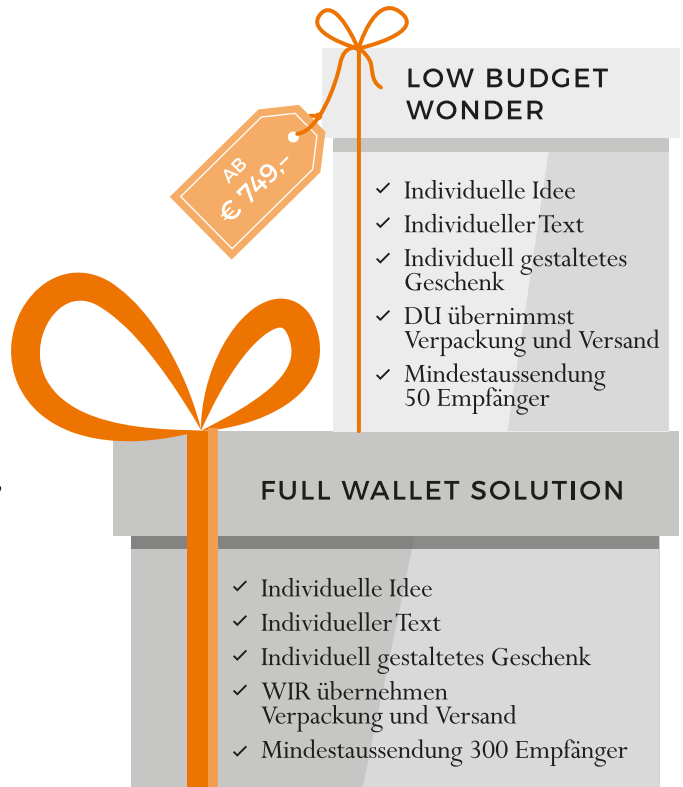 LOW BUDGET
WONDER
AB
€ 749,–
✓ Individuelle Idee
✓ Individueller Text
✓ Individuell gestaltetes
Geschenk
✓ DU übernimmst
Verpackung und Versand
✓ Mindestaussendung
50 Empfänger
FULL WALLET SOLUTION
✓ Individuelle Idee
✓ Individueller Text
✓ Individuell gestaltetes Geschenk
✓ WIR übernehmen
Verpackung und Versand
✓ Mindestaussendung 300 Empfänger